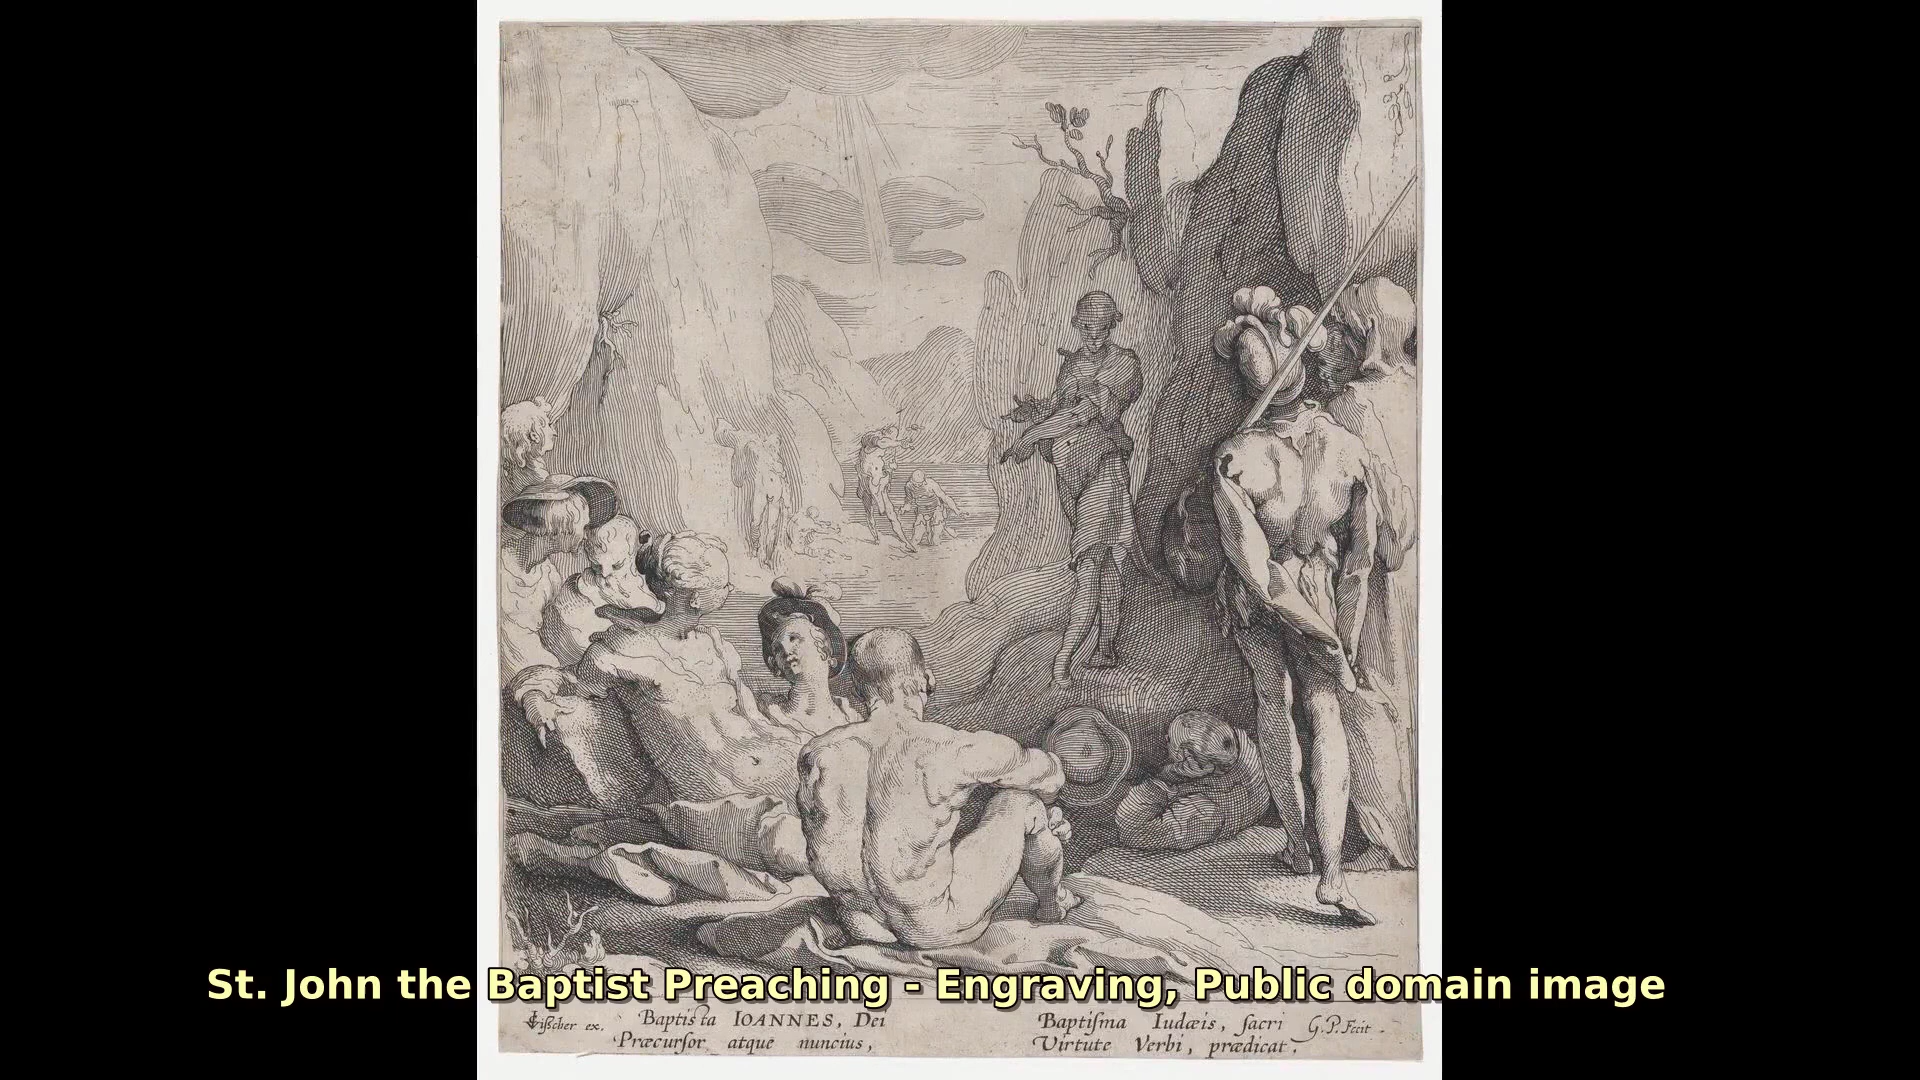 St. John the Baptist Preaching - Engraving, Public domain image
Visscher ex. Baptista IOANNES, Dei Baptiſma Iudæis, ſacri G.P. Fecit.
Præcurſor atque nuncius, Virtute Verbi, prædicat.